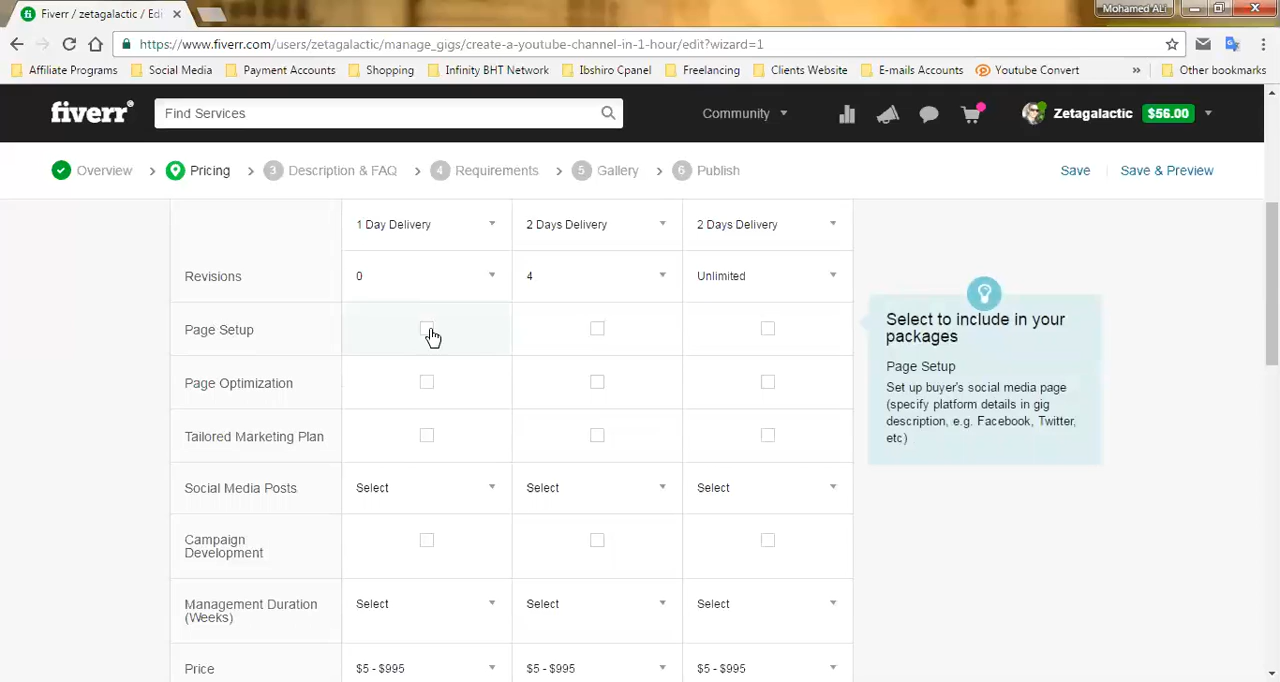 Fiverr / zetagalactic / Edi
Mohamed ALi
https://www.fiverr.com/users/zetagalactic/manage_gigs/create-a-youtube-channel-in-1-hour/edit?wizard=1
Affiliate Programs Social Media Payment Accounts Shopping Infinity BHT Network Ibshiro Cpanel Freelancing Clients Website E-mails Accounts Youtube Convert » Other bookmarks
fiverr® Find Services Community Zetagalactic $56.00
Overview Pricing 3 Description & FAQ 4 Requirements 5 Gallery 6 Publish Save Save & Preview
1 Day Delivery 2 Days Delivery 2 Days Delivery
Revisions 0 4 Unlimited
Page Setup
Page Optimization
Tailored Marketing Plan
Social Media Posts Select Select Select
Campaign
Development
Management Duration
(Weeks) Select Select Select
Price $5 - $995 $5 - $995 $5 - $995
Select to include in your
packages
Page Setup
Set up buyer's social media page
(specify platform details in gig
description, e.g. Facebook, Twitter,
etc)